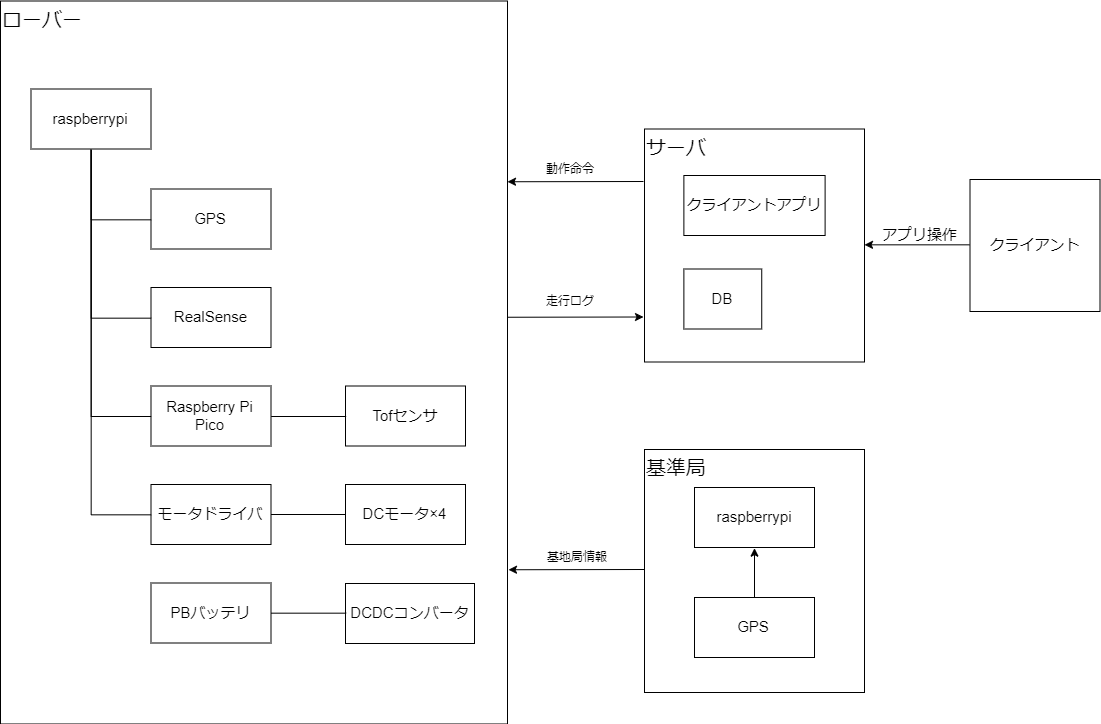 ローバー
raspberrypi
GPS
RealSense
Raspberry Pi
Pico
Tofセンサ
モータドライバ
DCモータ×4
PBバッテリ
DCDCコンバータ
動作命令
走行ログ
基地局情報
サーバ
クライアントアプリ
DB
アプリ操作
クライアント
基準局
raspberrypi
GPS